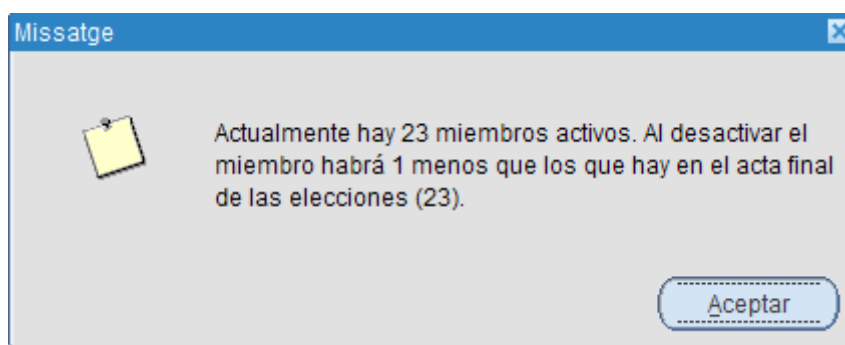 Missatge
Actualmente hay 23 miembros activos. Al desactivar el
miembro habrá 1 menos que los que hay en el acta final
de las elecciones (23).
Aceptar